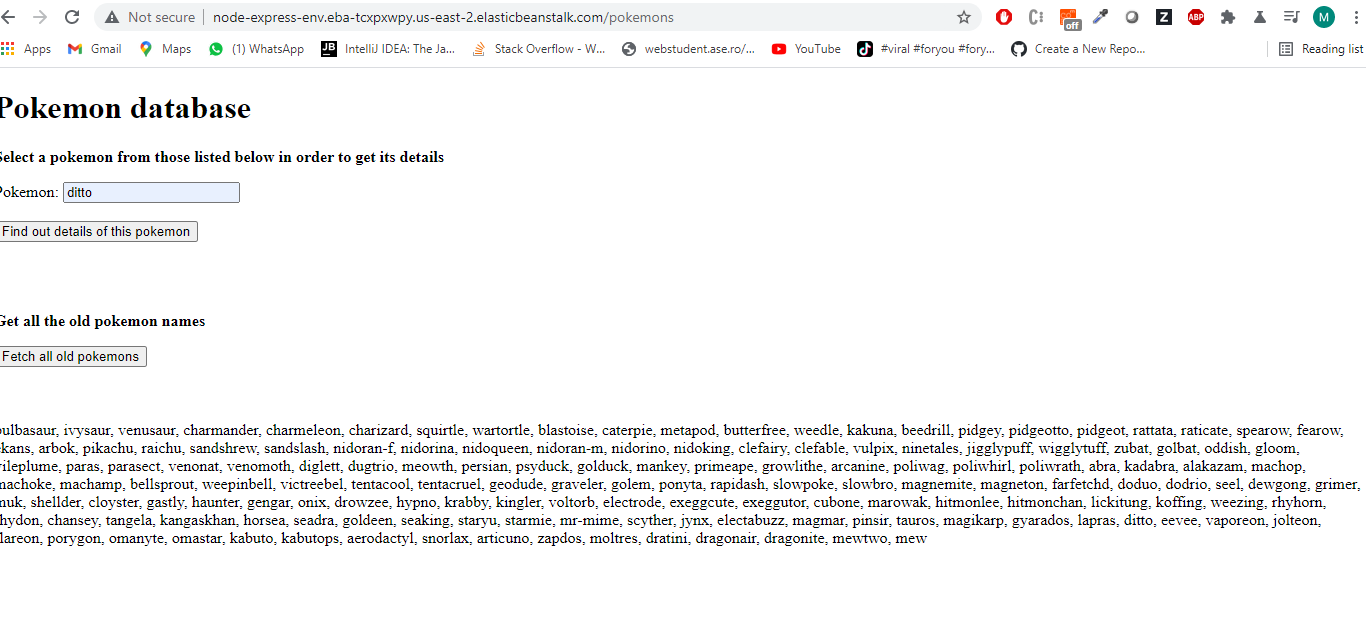 Not secure | node-express-env.eba-tcxpxwpy.us-east-2.elasticbeanstalk.com/pokemons
off
Z
ABP
M
Apps Gmail Maps (1) WhatsApp IntelliJ IDEA: The Ja... Stack Overflow - W... webstudent.ase.ro/... YouTube #viral #foryou #fory... Create a New Repo... Reading list
Pokemon database
Select a pokemon from those listed below in order to get its details
Pokemon: ditto
Find out details of this pokemon
Get all the old pokemon names
Fetch all old pokemons
bulbasaur, ivysaur, venusaur, charmander, charmeleon, charizard, squirtle, wartortle, blastoise, caterpie, metapod, butterfree, weedle, kakuna, beedrill, pidgey, pidgeotto, pidgeot, rattata, raticate, spearow, fearow,
ekans, arbok, pikachu, raichu, sandshrew, sandslash, nidoran-f, nidorina, nidoqueen, nidoran-m, nidorino, nidoking, clefairy, clefable, vulpix, ninetales, jigglypuff, wigglytuff, zubat, golbat, oddish, gloom,
vileplume, paras, parasect, venonat, venomoth, diglett, dugtrio, meowth, persian, psyduck, golduck, mankey, primeape, growlithe, arcanine, poliwag, poliwhirl, poliwrath, abra, kadabra, alakazam, machop,
machoke, machamp, bellsprout, weepinbell, victreebel, tentacool, tentacruel, geodude, graveler, golem, ponyta, rapidash, slowpoke, slowbro, magnemite, magneton, farfetchd, doduo, dodrio, seel, dewgong, grimer,
muk, shellder, cloyster, gastly, haunter, gengar, onix, drowzee, hypno, krabby, kingler, voltorb, electrode, exeggcute, exeggutor, cubone, marowak, hitmonlee, hitmonchan, lickitung, koffing, weezing, rhyhorn,
rhydon, chansey, tangela, kangaskhan, horsea, seadra, goldeen, seaking, staryu, starmie, mr-mime, scyther, jynx, electabuzz, magmar, pinsir, tauros, magikarp, gyarados, lapras, ditto, eevee, vaporeon, jolteon,
flareon, porygon, omanyte, omastar, kabuto, kabutops, aerodactyl, snorlax, articuno, zapdos, moltres, dratini, dragonair, dragonite, mewtwo, mew